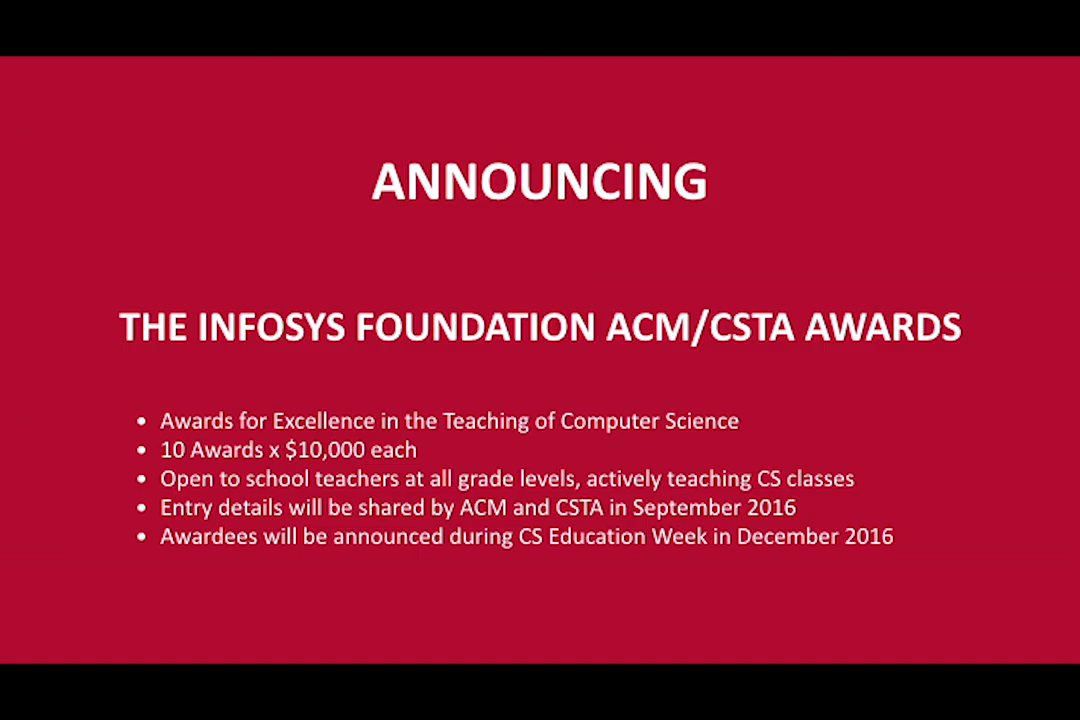 ANNOUNCING
THE INFOSYS FOUNDATION ACM/CSTA AWARDS
• Awards for Excellence in the Teaching of Computer Science
• 10 Awards x $10,000 each
• Open to school teachers at all grade levels, actively teaching CS classes
• Entry details will be shared by ACM and CSTA in September 2016
• Awardees will be announced during CS Education Week in December 2016